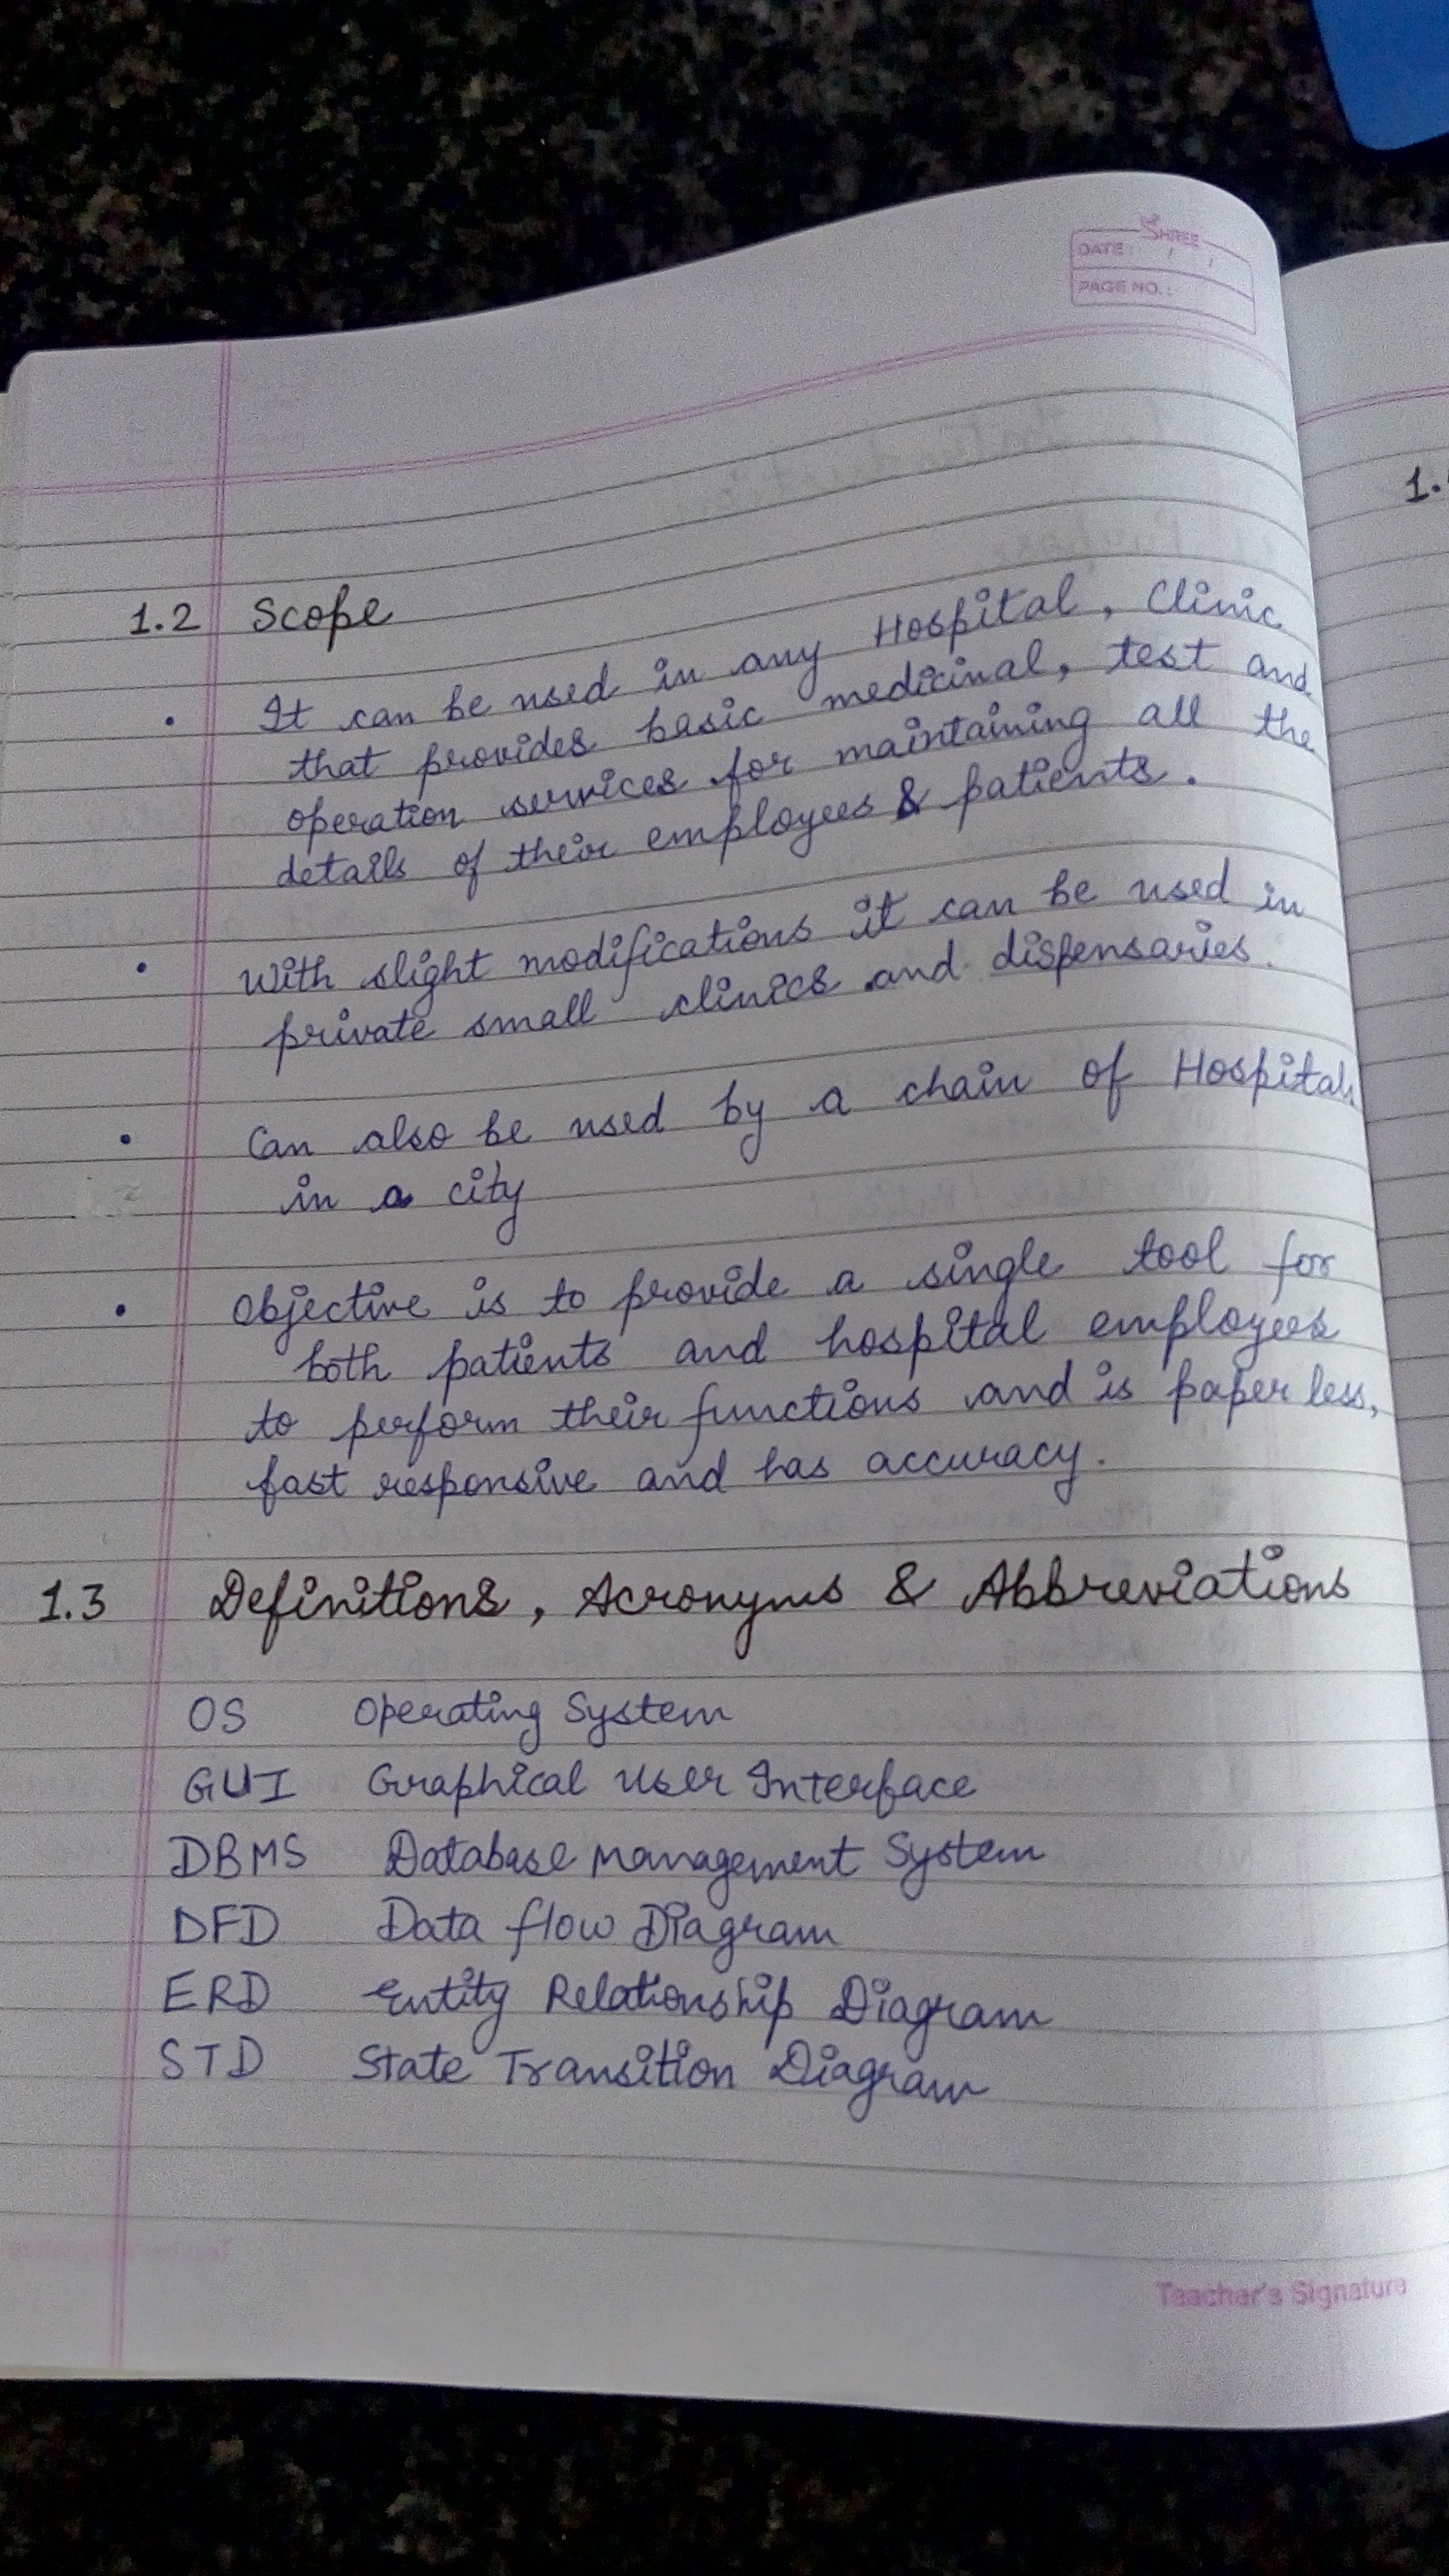 SHREE
DATE:
PAGE NO.:
1.2 Scope
• It can be used in any Hospital, Clinic
that provides basic medicinal, test and
operation services for maintaining all the
details of their employees & patients.
• With slight modifications it can be used in
private small clinics and dispensaries.
• Can also be used by a chain of Hospitals
in a city
• Objective is to provide a single tool for
both patients and hospital employees
to perform their functions and is paper less,
fast responsive and has accuracy.
1.3 Definitions, Acronyms & Abbreviations
OS Operating System
GUI Graphical User Interface
DBMS Database Management System
DFD Data flow Diagram
ERD Entity Relationship Diagram
STD State Transition Diagram
Teacher's Signature
1.